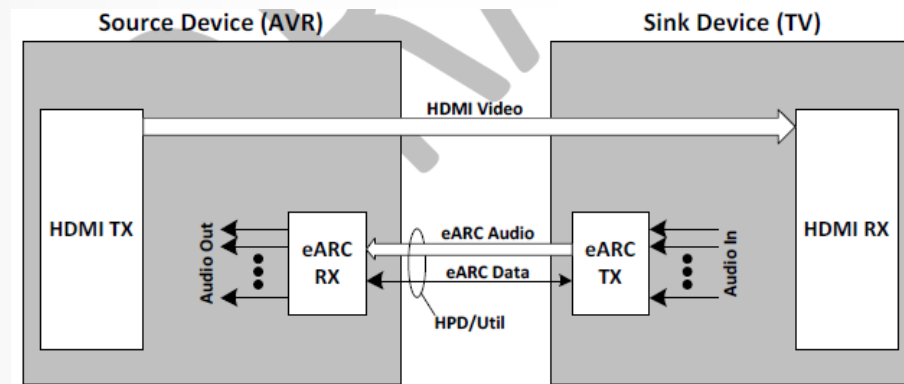 Source Device (AVR)
Sink Device (TV)
HDMI Video
HDMI TX
Audio Out
eARC
RX
eARC Audio
eARC Data
HPD/Util
eARC
TX
Audio In
HDMI RX